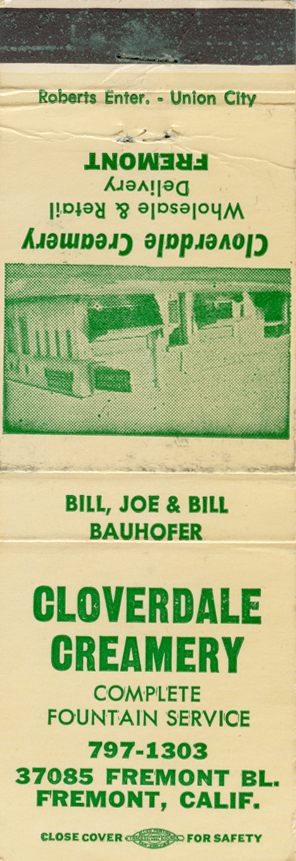 Roberts Enter. - Union City
Cloverdale Creamery
Wholesale & Retail
Delivery
FREMONT
BILL, JOE & BILL
BAUHOFER
CLOVERDALE
CREAMERY
COMPLETE
FOUNTAIN SERVICE
797-1303
37085 FREMONT BL.
FREMONT, CALIF.
CLOSE COVER FOR SAFETY